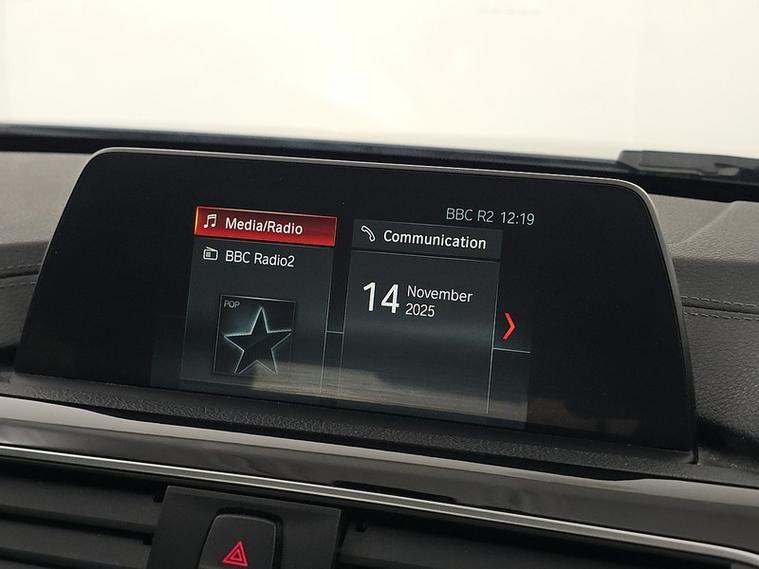 BBC R2 12:19
Media/Radio
BBC Radio2
POP
Communication
14 November
2025